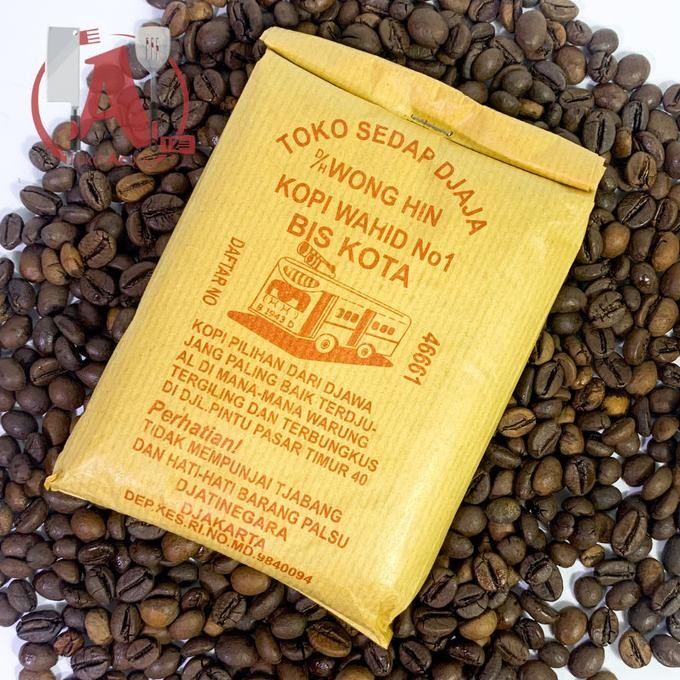 TOKO SEDAP DJAJA
D/H WONG HIN
KOPI WAHID No1
BIS KOTA
DAFTAR NO
46661
B 1943 D
KOPI PILIHAN DARI DJAWA
JANG PALING BAIK TERDJU-
AL DI MANA-MANA WARUNG
TERGILING DAN TERBUNGKUS
DI DJL.PINTU PASAR TIMUR 40
Perhatian!
TIDAK MEMPUNJAI TJABANG
DAN HATI-HATI BARANG PALSU
DJATINEGARA
DJAKARTA
DEP.KES.RI.NO.MD.9840094